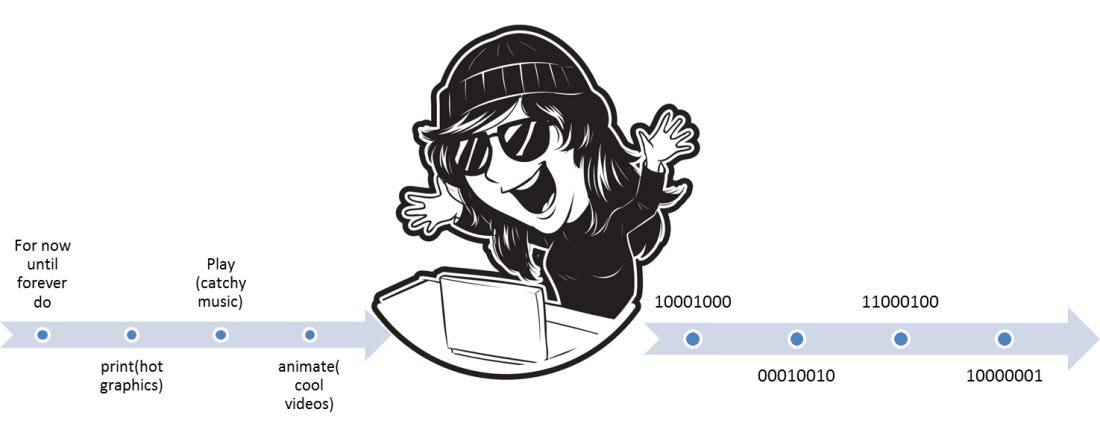 For now
until
forever
do
print(hot
graphics)
Play
(catchy
music)
animate(
cool
videos)
10001000
00010010
11000100
10000001